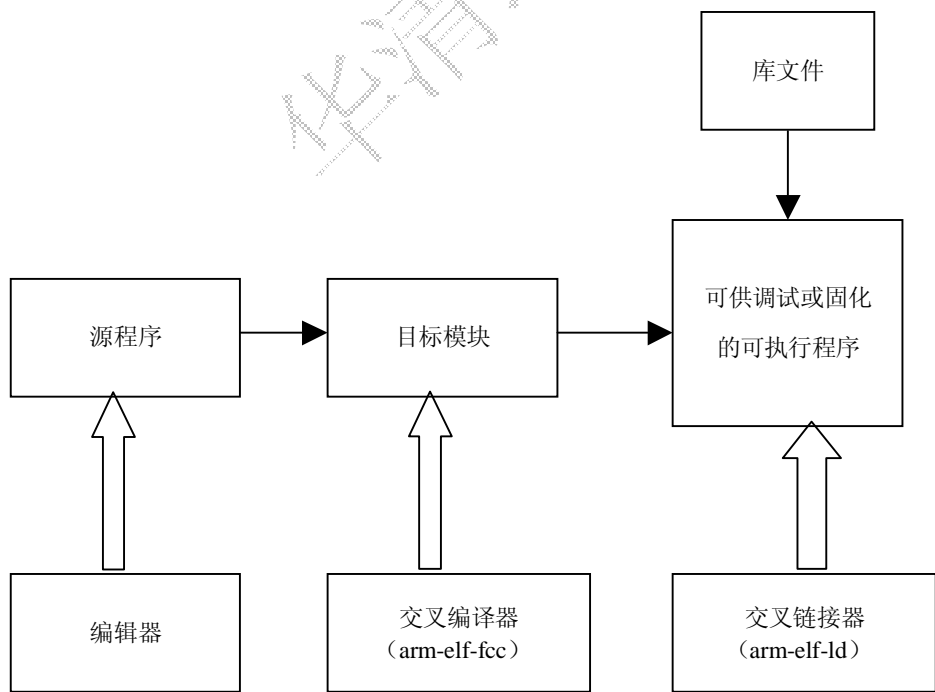 华清
库文件
可供调试或固化
的可执行程序
源程序
目标模块
编辑器
交叉编译器
（arm-elf-fcc）
交叉链接器
（arm-elf-ld）